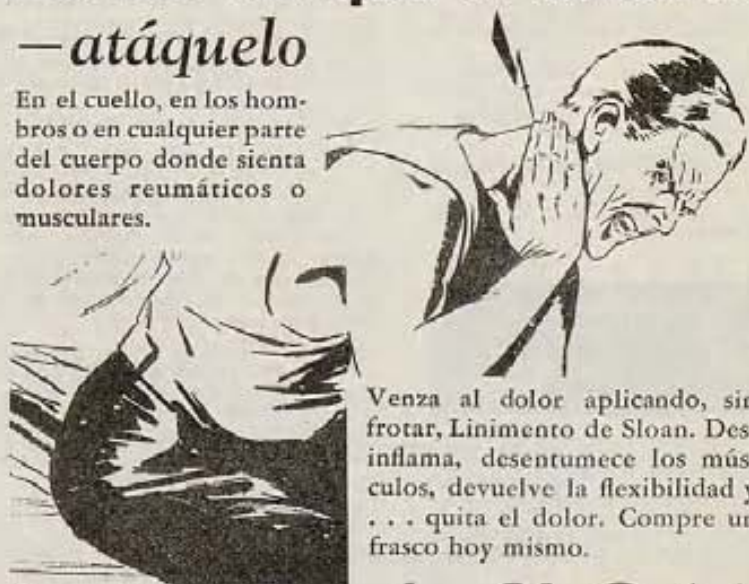 —atáquelo
En el cuello, en los hom-
bros o en cualquier parte
del cuerpo donde sienta
dolores reumáticos o
musculares.
Venza al dolor aplicando, sin
frotar, Linimento de Sloan. Des-
inflama, desentumece los mús-
culos, devuelve la flexibilidad y
. . . quita el dolor. Compre un
frasco hoy mismo.